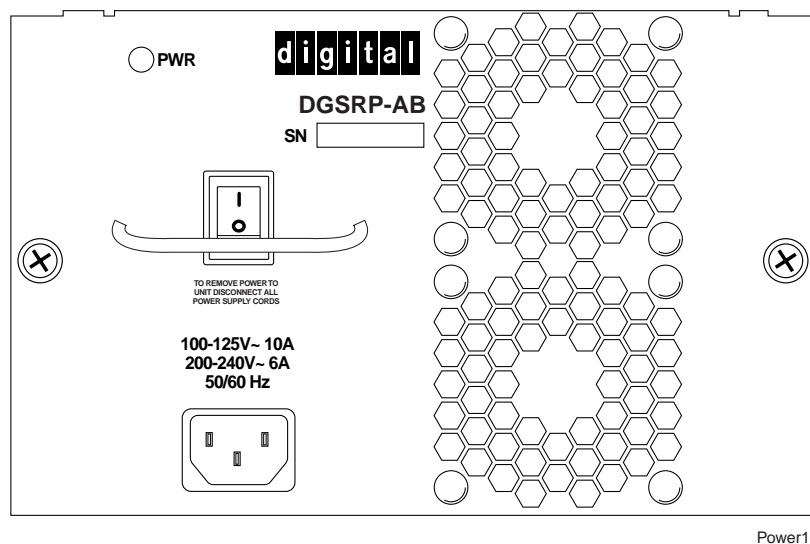 PWR
digital
DGSRP-AB
SN
I
O
TO REMOVE POWER TO
UNIT DISCONNECT ALL
POWER SUPPLY CORDS
100-125V~ 10A
200-240V~ 6A
50/60 Hz
Power1